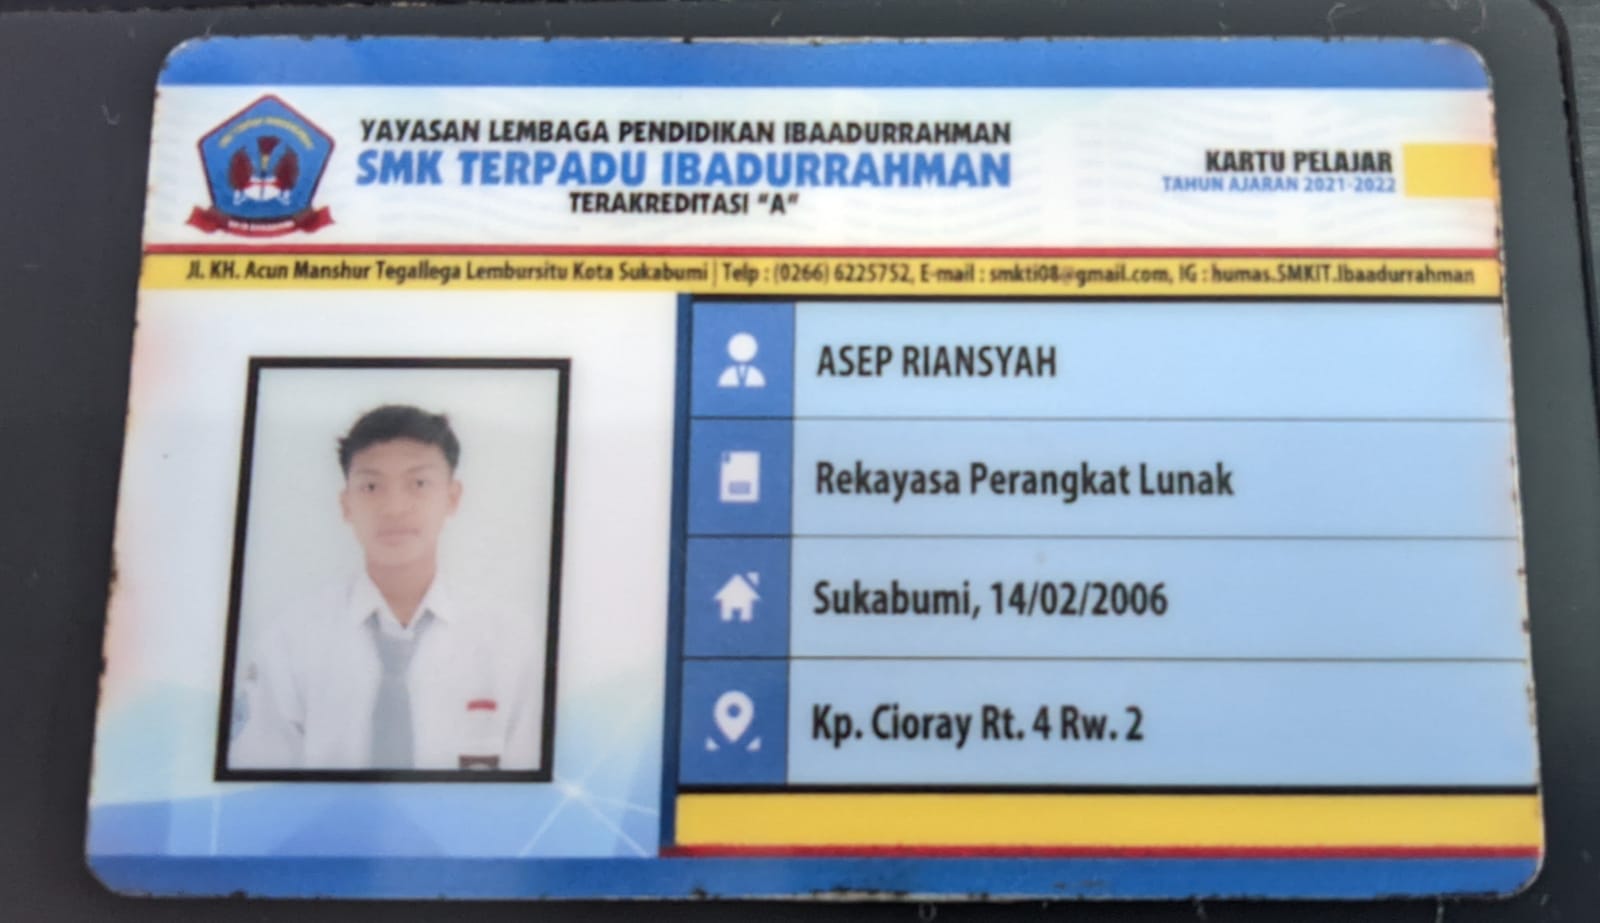 YAYASAN LEMBAGA PENDIDIKAN IBAADURRAHMAN
SMK TERPADU IBADURRAHMAN
TERAKREDITASI "A"
KARTU PELAJAR
TAHUN AJARAN 2021-2022
Jl. KH. Acun Manshur Tegallega Lembursitu Kota Sukabumi | Telp : (0266) 6225752, E-mail : smkti08@gmail.com, IG : humas.SMKIT.Ibaadurrahman
ASEP RIANSYAH
Rekayasa Perangkat Lunak
Sukabumi, 14/02/2006
Kp. Cioray Rt. 4 Rw. 2